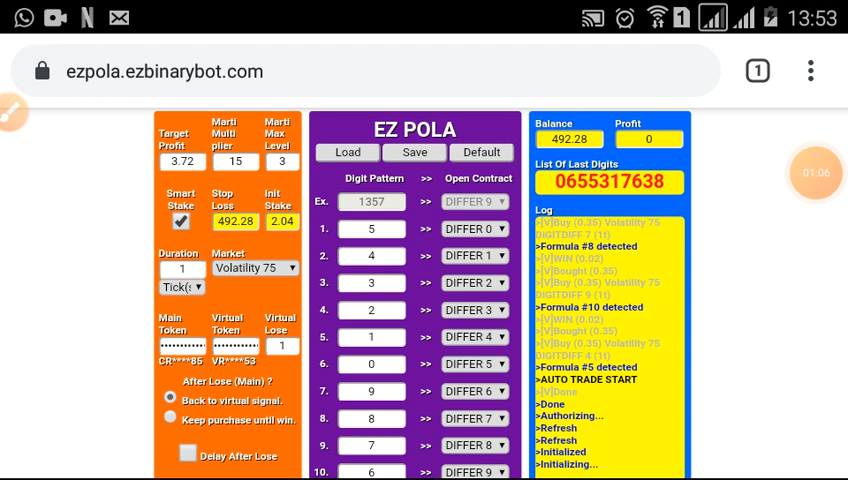 13:53
1
ezpola.ezbinarybot.com
1
Target Profit
Marti Multi plier
Marti Max Level
3.72
15
3
Smart Stake
Stop Loss
Init Stake
492.28
2.04
Duration
Market
1
Volatility 75
Tick(
Main Token
Virtual Token
Virtual Lose
••••••••••••
••••••••••••
1
CR****85
VR****53
After Lose (Main) ?
Back to virtual signal.
Keep purchase until win.
Delay After Lose
EZ POLA
Load
Save
Default
Digit Pattern >> Open Contract
Ex. 1357 >> DIFFER 9
1. 5 >> DIFFER 0
2. 4 >> DIFFER 1
3. 3 >> DIFFER 2
4. 2 >> DIFFER 3
5. 1 >> DIFFER 4
6. 0 >> DIFFER 5
7. 9 >> DIFFER 6
8. 8 >> DIFFER 7
9. 7 >> DIFFER 8
10. 6 >> DIFFER 9
Balance
Profit
492.28
0
List Of Last Digits
0655317638
Log
>[V]Buy (0.35) Volatility 75
DIGITDIFF 7 (1t)
>Formula #8 detected
>[V]WIN (0.02)
>[V]Bought (0.35)
>[V]Buy (0.35) Volatility 75
DIGITDIFF 9 (1t)
>Formula #10 detected
>[V]WIN (0.02)
>[V]Bought (0.35)
>[V]Buy (0.35) Volatility 75
DIGITDIFF 4 (1t)
>Formula #5 detected
>AUTO TRADE START
>[V]Done
>Done
>Authorizing...
>Refresh
>Refresh
>Initialized
>Initializing...
01:06